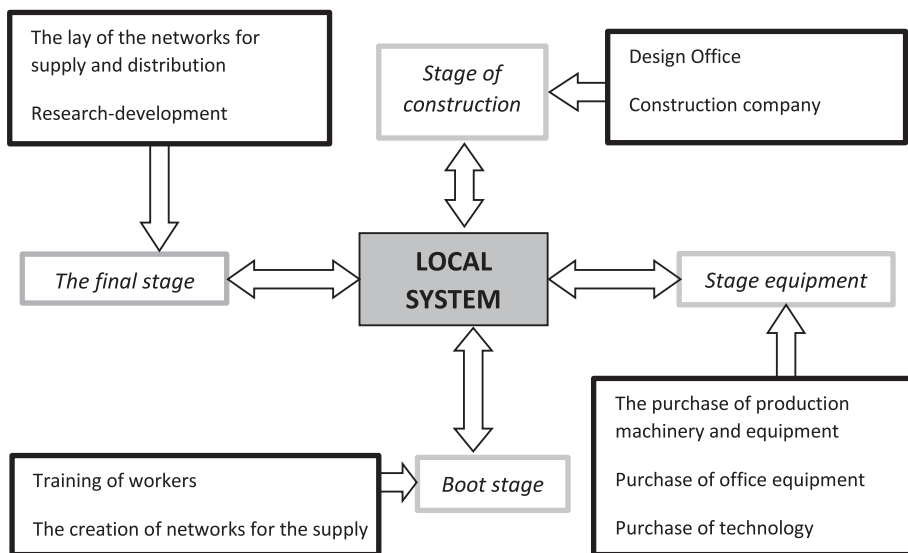 The lay of the networks for
supply and distribution
Research-development
Stage of
construction
Design Office
Construction company
The final stage
LOCAL
SYSTEM
Stage equipment
The purchase of production
machinery and equipment
Purchase of office equipment
Purchase of technology
Training of workers
The creation of networks for the supply
Boot stage